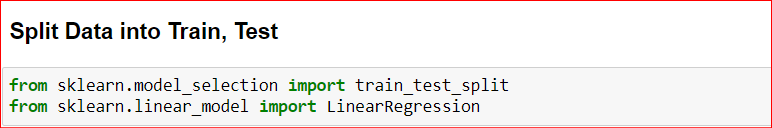 Split Data into Train, Test
from sklearn.model_selection import train_test_split
from sklearn.linear_model import LinearRegression